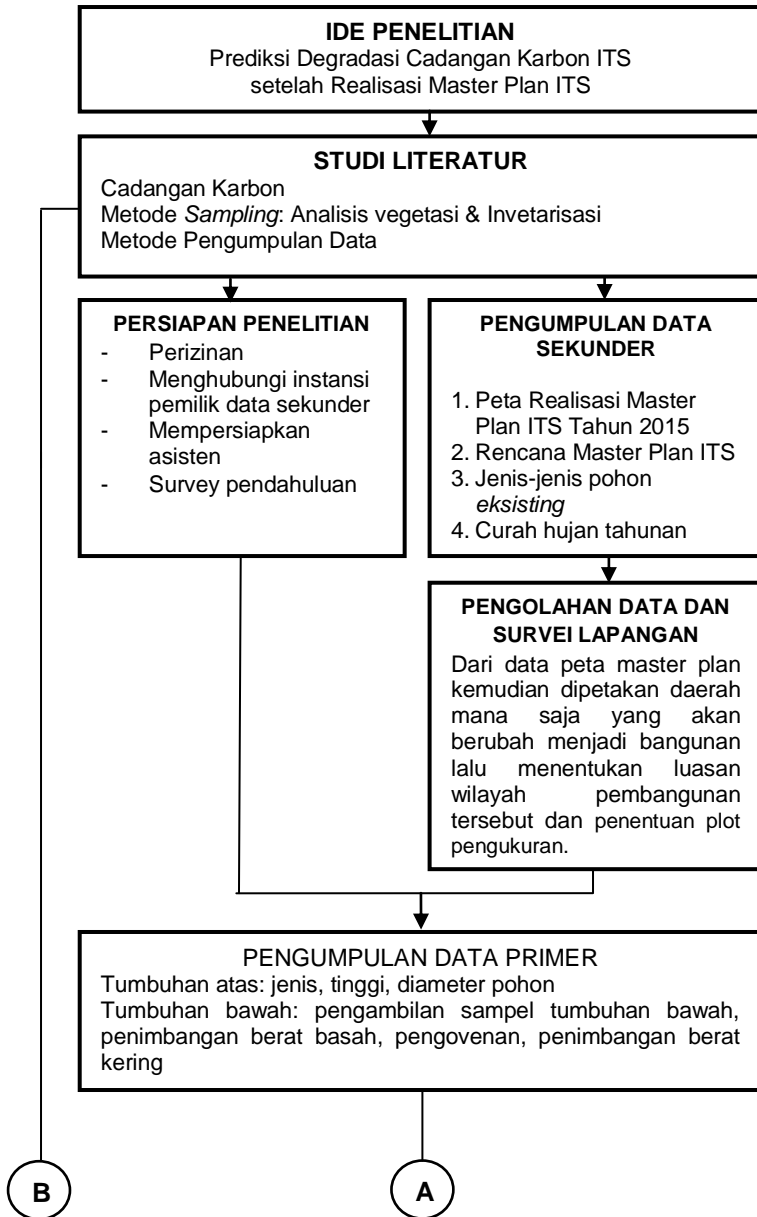 IDE PENELITIAN
Prediksi Degradasi Cadangan Karbon ITS
setelah Realisasi Master Plan ITS
STUDI LITERATUR
Cadangan Karbon
Metode Sampling: Analisis vegetasi & Invetarisasi
Metode Pengumpulan Data
PERSIAPAN PENELITIAN
- Perizinan
- Menghubungi instansi
pemilik data sekunder
- Mempersiapkan
asisten
- Survey pendahuluan
PENGUMPULAN DATA
SEKUNDER
1. Peta Realisasi Master
Plan ITS Tahun 2015
2. Rencana Master Plan ITS
3. Jenis-jenis pohon
eksisting
4. Curah hujan tahunan
PENGOLAHAN DATA DAN
SURVEI LAPANGAN
Dari data peta master plan
kemudian dipetakan daerah
mana saja yang akan
berubah menjadi bangunan
lalu menentukan luasan
wilayah pembangunan
tersebut dan penentuan plot
pengukuran.
PENGUMPULAN DATA PRIMER
Tumbuhan atas: jenis, tinggi, diameter pohon
Tumbuhan bawah: pengambilan sampel tumbuhan bawah,
penimbangan berat basah, pengovenan, penimbangan berat
kering
B
A